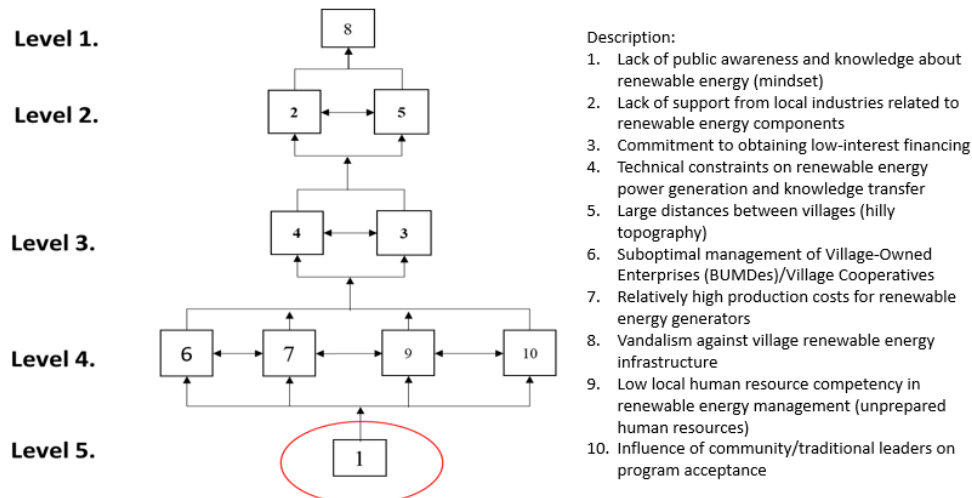 Level 1.
8
Level 2.
2
5
Level 3.
4
3
Level 4.
6
7
9
10
Level 5.
1
Description:
1. Lack of public awareness and knowledge about
renewable energy (mindset)
2. Lack of support from local industries related to
renewable energy components
3. Commitment to obtaining low-interest financing
4. Technical constraints on renewable energy
power generation and knowledge transfer
5. Large distances between villages (hilly
topography)
6. Suboptimal management of Village-Owned
Enterprises (BUMDes)/Village Cooperatives
7. Relatively high production costs for renewable
energy generators
8. Vandalism against village renewable energy
infrastructure
9. Low local human resource competency in
renewable energy management (unprepared
human resources)
10. Influence of community/traditional leaders on
program acceptance